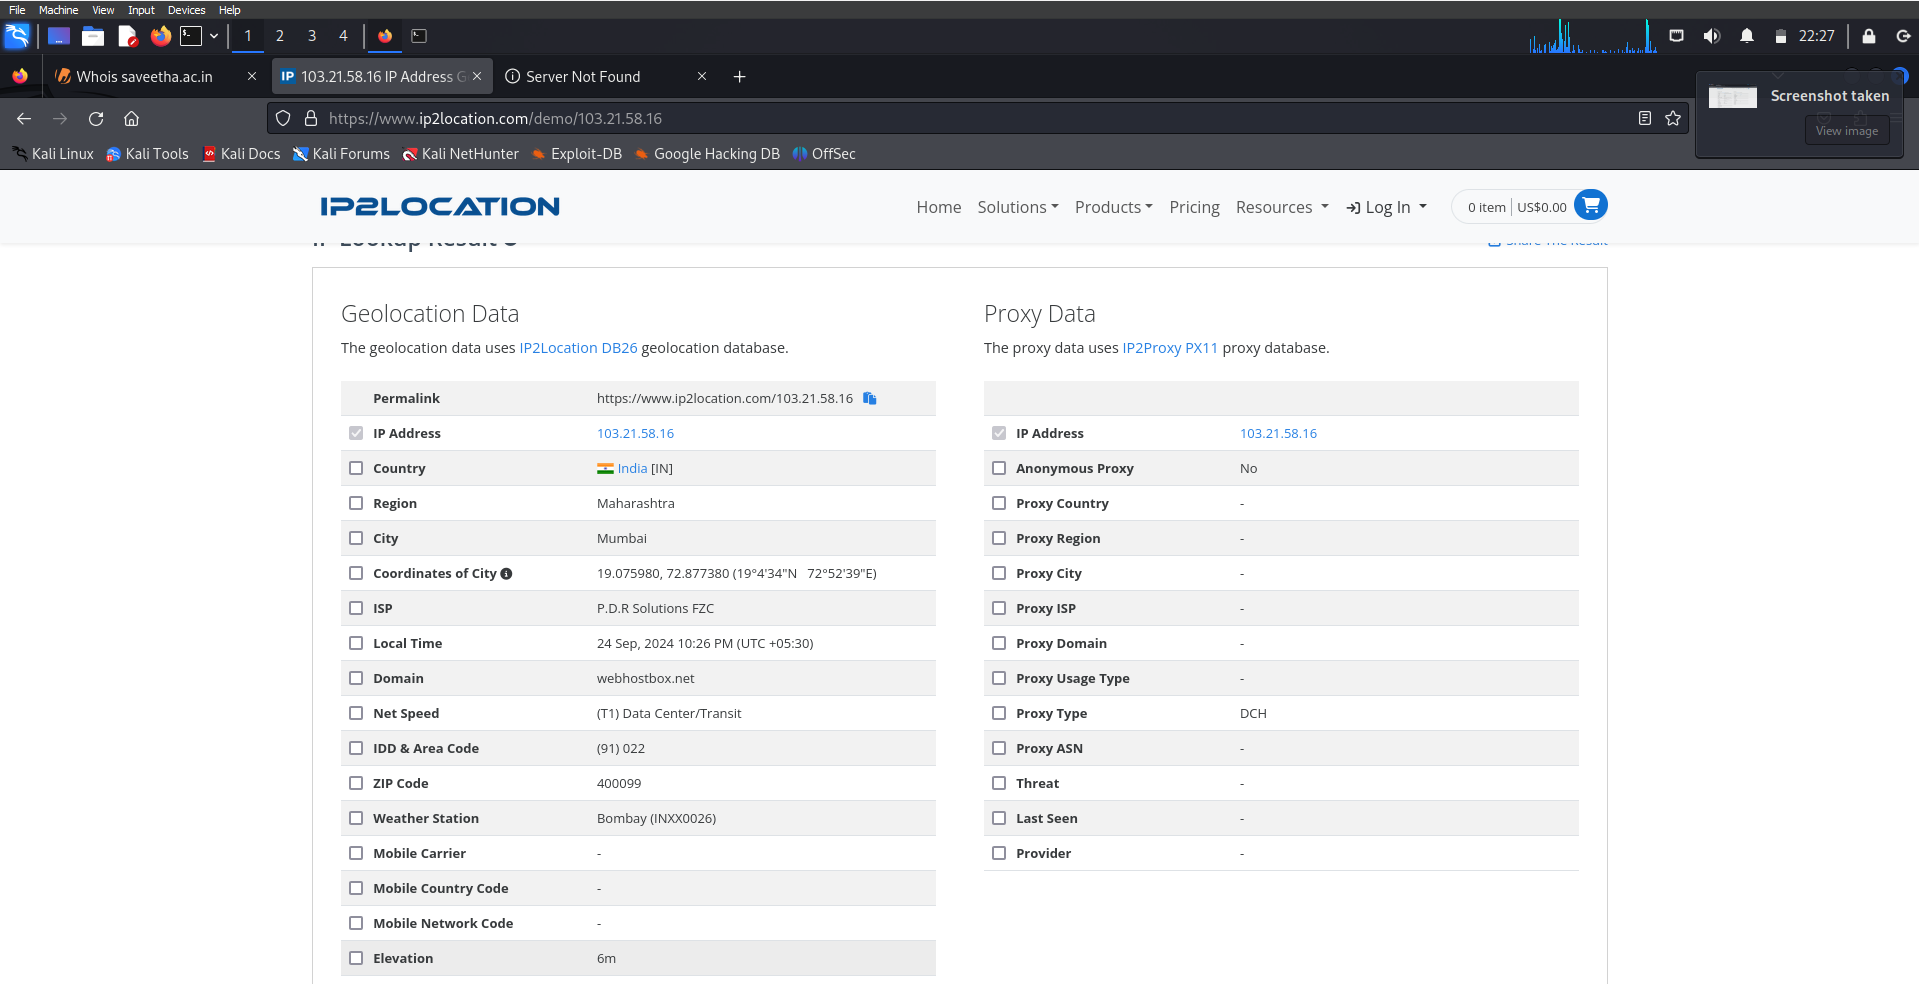 File Machine View Input Devices Help
1 2 3 4 22:27
Whois saveetha.ac.in IP 103.21.58.16 IP Address G Server Not Found
Screenshot taken
View image
https://www.ip2location.com/demo/103.21.58.16
Kali Linux Kali Tools Kali Docs Kali Forums Kali NetHunter Exploit-DB Google Hacking DB OffSec
IP2LOCATION Home Solutions Products Pricing Resources Log In 0 item US$0.00
IP Lookup Result Share The Result
Geolocation Data
The geolocation data uses IP2Location DB26 geolocation database.
Permalink https://www.ip2location.com/103.21.58.16
IP Address 103.21.58.16
Country India [IN]
Region Maharashtra
City Mumbai
Coordinates of City 19.075980, 72.877380 (19°4'34"N 72°52'39"E)
ISP P.D.R Solutions FZC
Local Time 24 Sep, 2024 10:26 PM (UTC +05:30)
Domain webhostbox.net
Net Speed (T1) Data Center/Transit
IDD & Area Code (91) 022
ZIP Code 400099
Weather Station Bombay (INXX0026)
Mobile Carrier -
Mobile Country Code -
Mobile Network Code -
Elevation 6m
Proxy Data
The proxy data uses IP2Proxy PX11 proxy database.
IP Address 103.21.58.16
Anonymous Proxy No
Proxy Country -
Proxy Region -
Proxy City -
Proxy ISP -
Proxy Domain -
Proxy Usage Type -
Proxy Type DCH
Proxy ASN -
Threat -
Last Seen -
Provider -